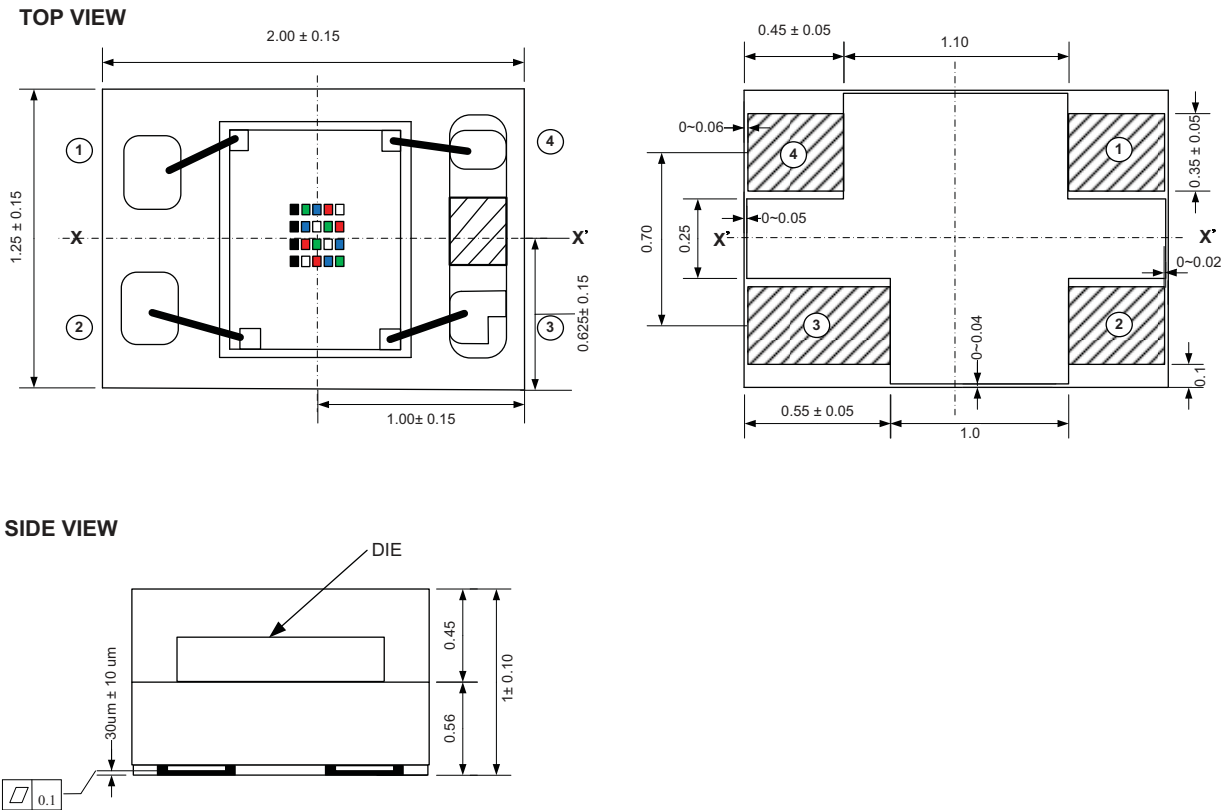 TOP VIEW
2.00 ± 0.15
1.25 ± 0.15
1
4
X
X'
2
3
0.625± 0.15
1.00± 0.15
0.45 ± 0.05
1.10
0~0.06
4
1
0.35 ± 0.05
0~0.05
0.70
0.25
X'
X'
0~0.02
3
2
0~0.04
0.1
0.55 ± 0.05
1.0
SIDE VIEW
DIE
0.45
1± 0.10
30um ± 10 um
0.56
0.1